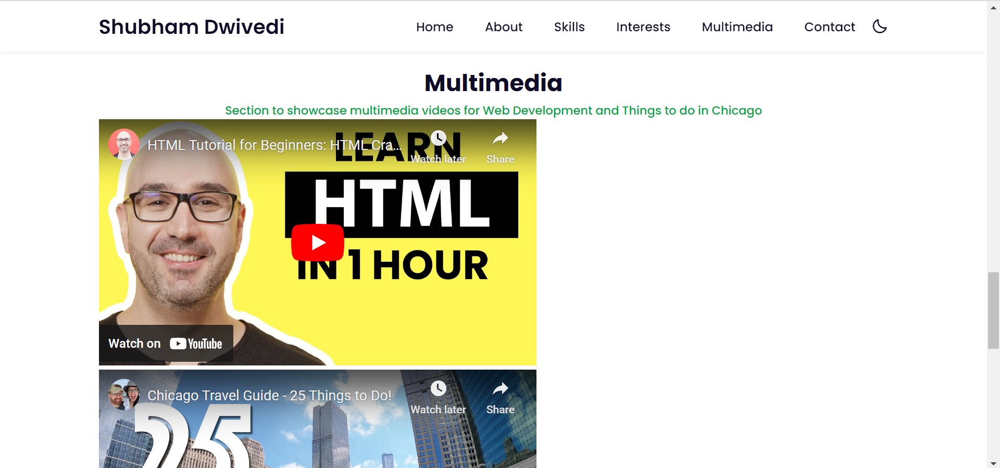 Shubham Dwivedi
Home About Skills Interests Multimedia Contact
Multimedia
Section to showcase multimedia videos for Web Development and Things to do in Chicago
HTML Tutorial for Beginners: HTML Cra...
Watch later
Share
LEARN
HTML
IN 1 HOUR
Watch on YouTube
Chicago Travel Guide - 25 Things to Do!
Watch later
Share
25